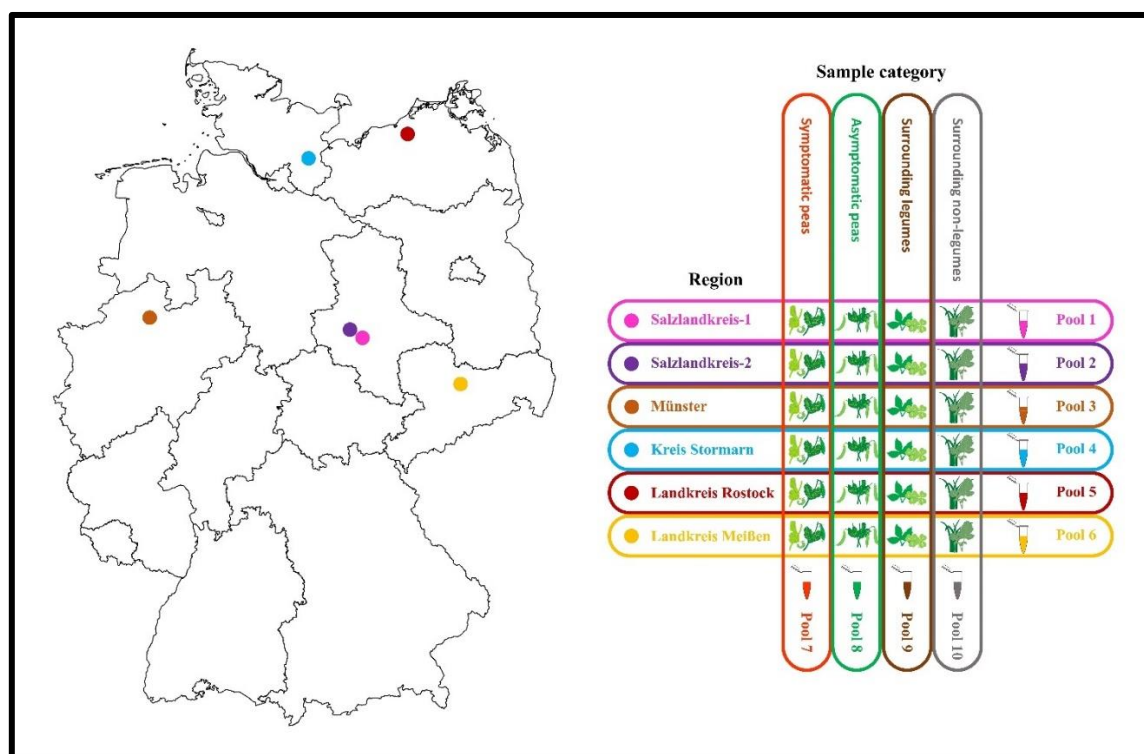 Sample category
Symptomatic peas
Asymptomatic peas
Surrounding legumes
Surrounding non-legumes
Region
Salzlandkreis-1
Pool 1
Salzlandkreis-2
Pool 2
Münster
Pool 3
Kreis Stormarn
Pool 4
Landkreis Rostock
Pool 5
Landkreis Meißen
Pool 6
Pool 7
Pool 8
Pool 9
Pool 10